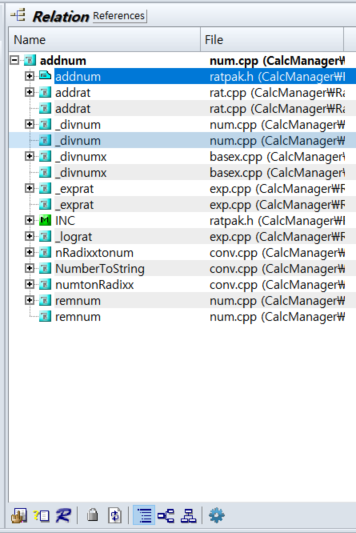 Relation References
Name File
addnum num.cpp (CalcManager₩
addnum ratpak.h (CalcManager₩
addrat rat.cpp (CalcManager₩Ra
addrat rat.cpp (CalcManager₩Ra
_divnum num.cpp (CalcManager₩
_divnum num.cpp (CalcManager₩
_divnumx basex.cpp (CalcManager₩
_divnumx basex.cpp (CalcManager₩
_exprat exp.cpp (CalcManager₩R
_exprat exp.cpp (CalcManager₩R
INC ratpak.h (CalcManager₩
_lograt exp.cpp (CalcManager₩R
nRadixxtonum conv.cpp (CalcManager₩
NumberToString conv.cpp (CalcManager₩
numtonRadixx conv.cpp (CalcManager₩
remnum num.cpp (CalcManager₩
remnum num.cpp (CalcManager₩